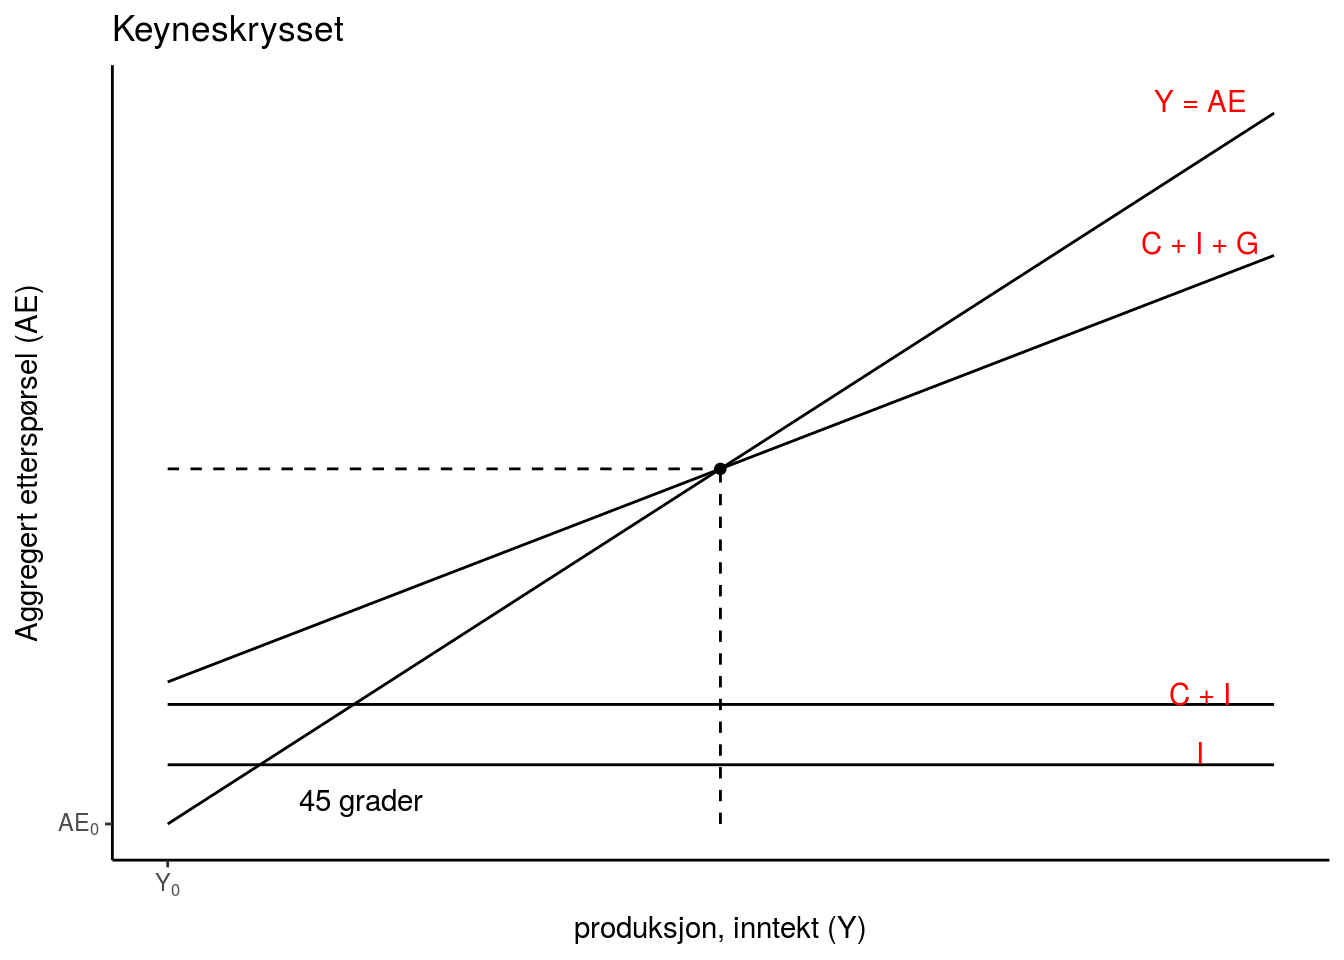 Keyneskrysset
Y = AE
C + I + G
Aggregert etterspørsel (AE)
C + I
I
45 grader
AE₀
Y₀
produksjon, inntekt (Y)